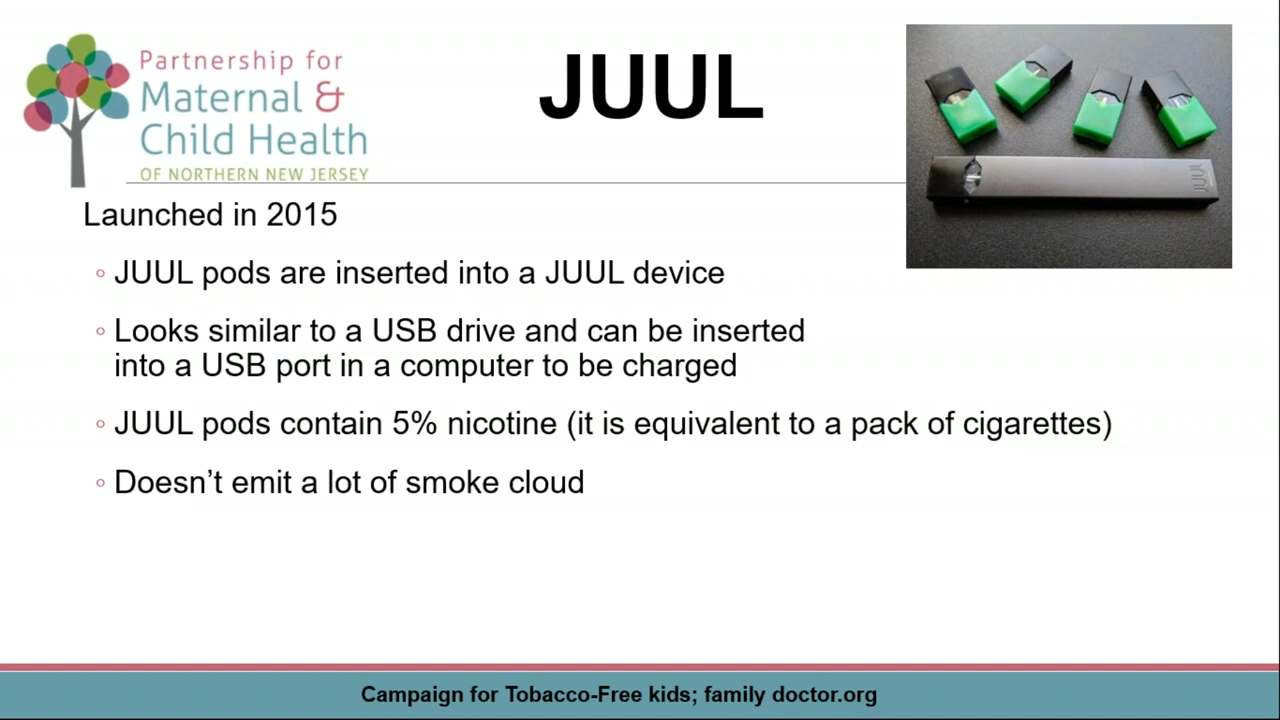 Partnership for
Maternal &
Child Health
OF NORTHERN NEW JERSEY
JUUL
JUUL
Launched in 2015
◦ JUUL pods are inserted into a JUUL device
◦ Looks similar to a USB drive and can be inserted
into a USB port in a computer to be charged
◦ JUUL pods contain 5% nicotine (it is equivalent to a pack of cigarettes)
◦ Doesn’t emit a lot of smoke cloud
Campaign for Tobacco-Free kids; family doctor.org